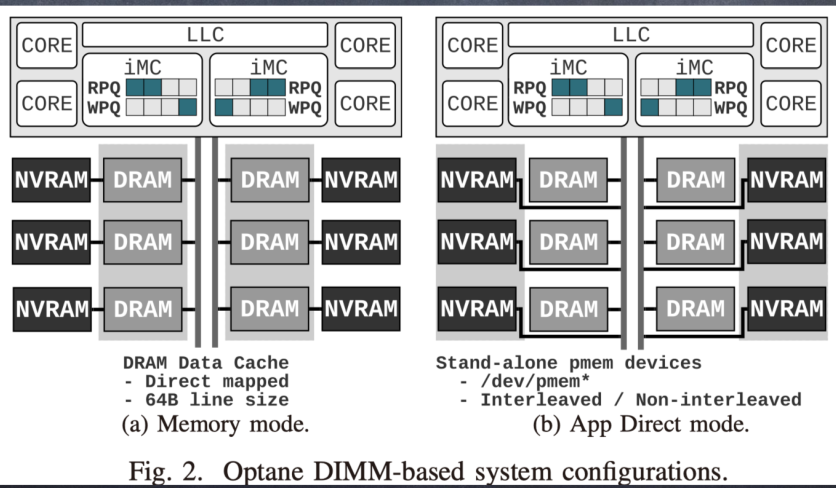 LLC
CORE
CORE
CORE
CORE
iMC
iMC
RPQ
RPQ
WPQ
WPQ
NVRAM
DRAM
DRAM
NVRAM
NVRAM
DRAM
DRAM
NVRAM
NVRAM
DRAM
DRAM
NVRAM
DRAM Data Cache
- Direct mapped
- 64B line size
(a) Memory mode.
LLC
CORE
CORE
CORE
CORE
iMC
iMC
RPQ
RPQ
WPQ
WPQ
NVRAM
DRAM
DRAM
NVRAM
NVRAM
DRAM
DRAM
NVRAM
NVRAM
DRAM
DRAM
NVRAM
Stand-alone pmem devices
- /dev/pmem*
- Interleaved / Non-interleaved
(b) App Direct mode.
Fig. 2. Optane DIMM-based system configurations.